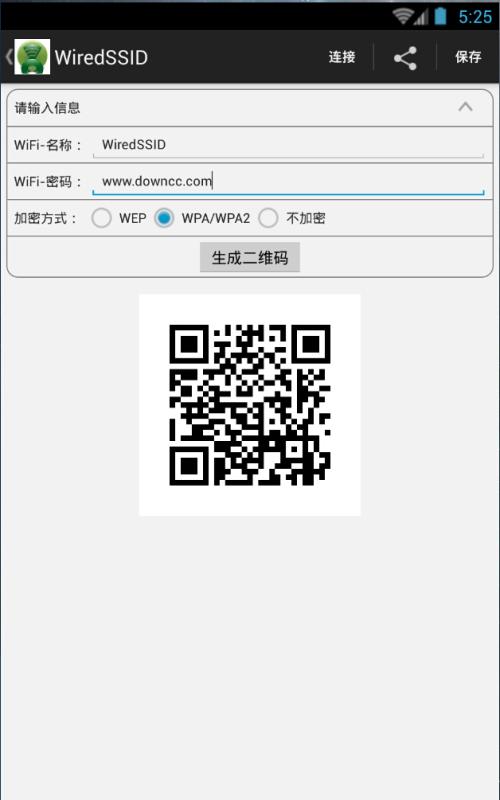 5:25
WiredSSID 连接 保存
请输入信息
WiFi-名称： WiredSSID
WiFi-密码： www.downcc.com
加密方式： WEP WPA/WPA2 不加密
生成二维码